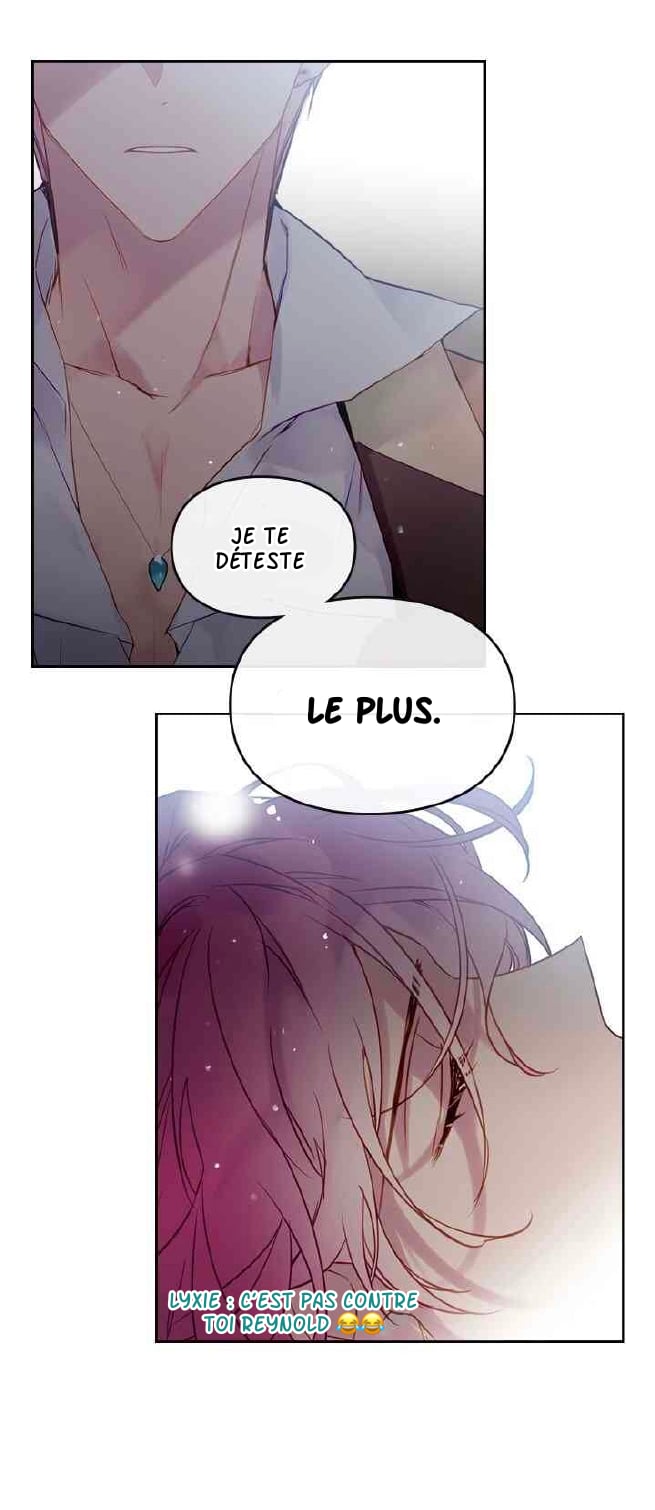 JE TE
DÉTESTE
LE PLUS.
LYXIE : C'EST PAS CONTRE
TOI REYNOLD 😂😂